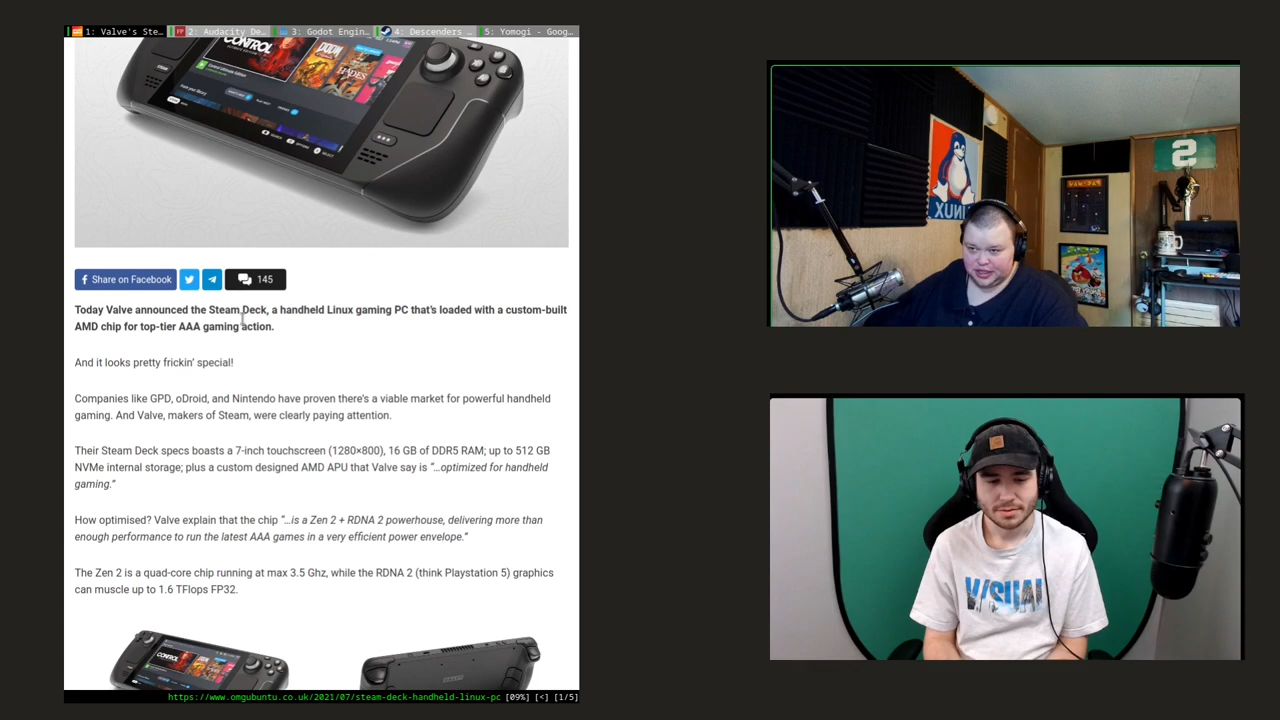 1: Valve's Ste… 2: Audacity De… 3: Godot Engin… 4: Descenders … 5: Yomogi - Goog…
CONTROL
DOOM
HADES
Share on Facebook 145
Today Valve announced the Steam Deck, a handheld Linux gaming PC that's loaded with a custom-built
AMD chip for top-tier AAA gaming action.
And it looks pretty frickin' special!
Companies like GPD, oDroid, and Nintendo have proven there's a viable market for powerful handheld
gaming. And Valve, makers of Steam, were clearly paying attention.
Their Steam Deck specs boasts a 7-inch touchscreen (1280×800), 16 GB of DDR5 RAM; up to 512 GB
NVMe internal storage; plus a custom designed AMD APU that Valve say is “…optimized for handheld
gaming.”
How optimised? Valve explain that the chip “…is a Zen 2 + RDNA 2 powerhouse, delivering more than
enough performance to run the latest AAA games in a very efficient power envelope.”
The Zen 2 is a quad-core chip running at max 3.5 Ghz, while the RDNA 2 (think Playstation 5) graphics
can muscle up to 1.6 TFlops FP32.
CONTROL
https://www.omgubuntu.co.uk/2021/07/steam-deck-handheld-linux-pc [09%] [<] [1/5]